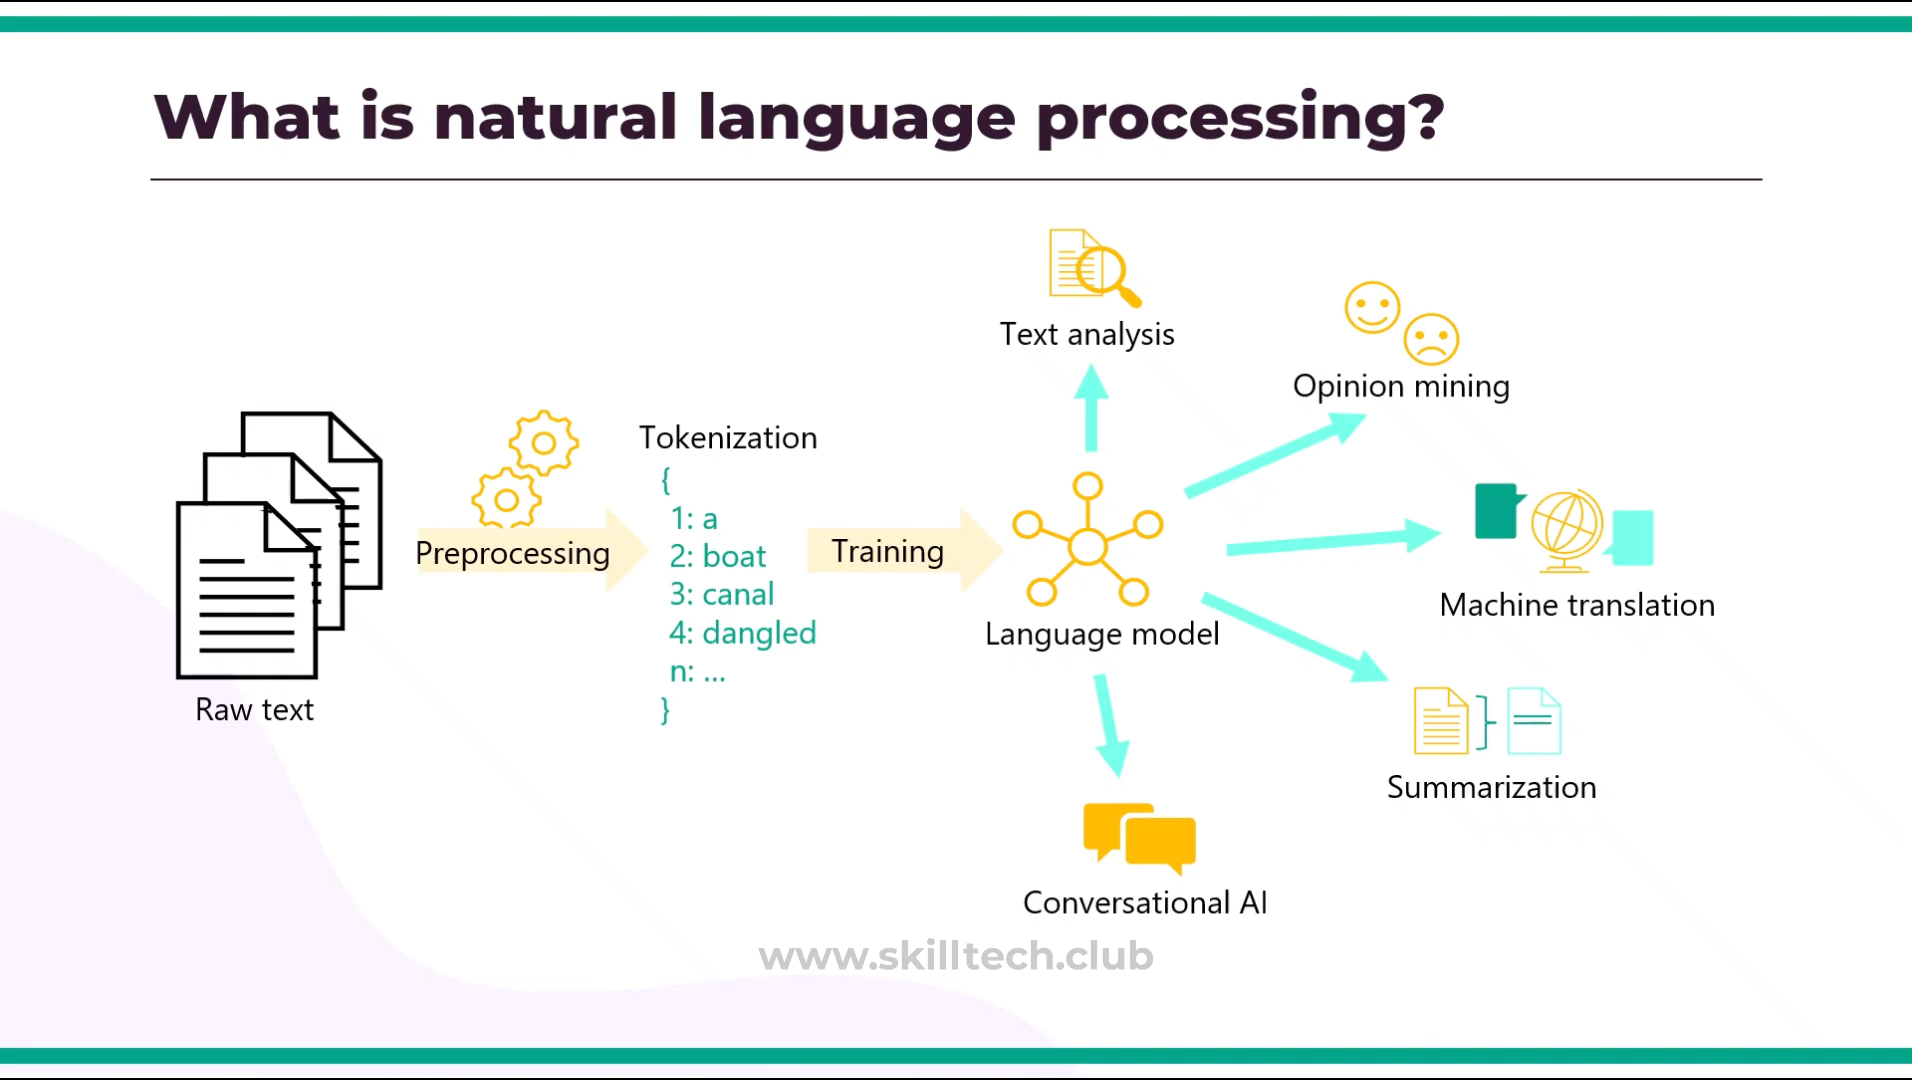 What is natural language processing?
Raw text
Preprocessing
Tokenization
{
1: a
2: boat
3: canal
4: dangled
n: ...
}
Training
Language model
Text analysis
Opinion mining
Machine translation
Summarization
Conversational AI
www.skilltech.club